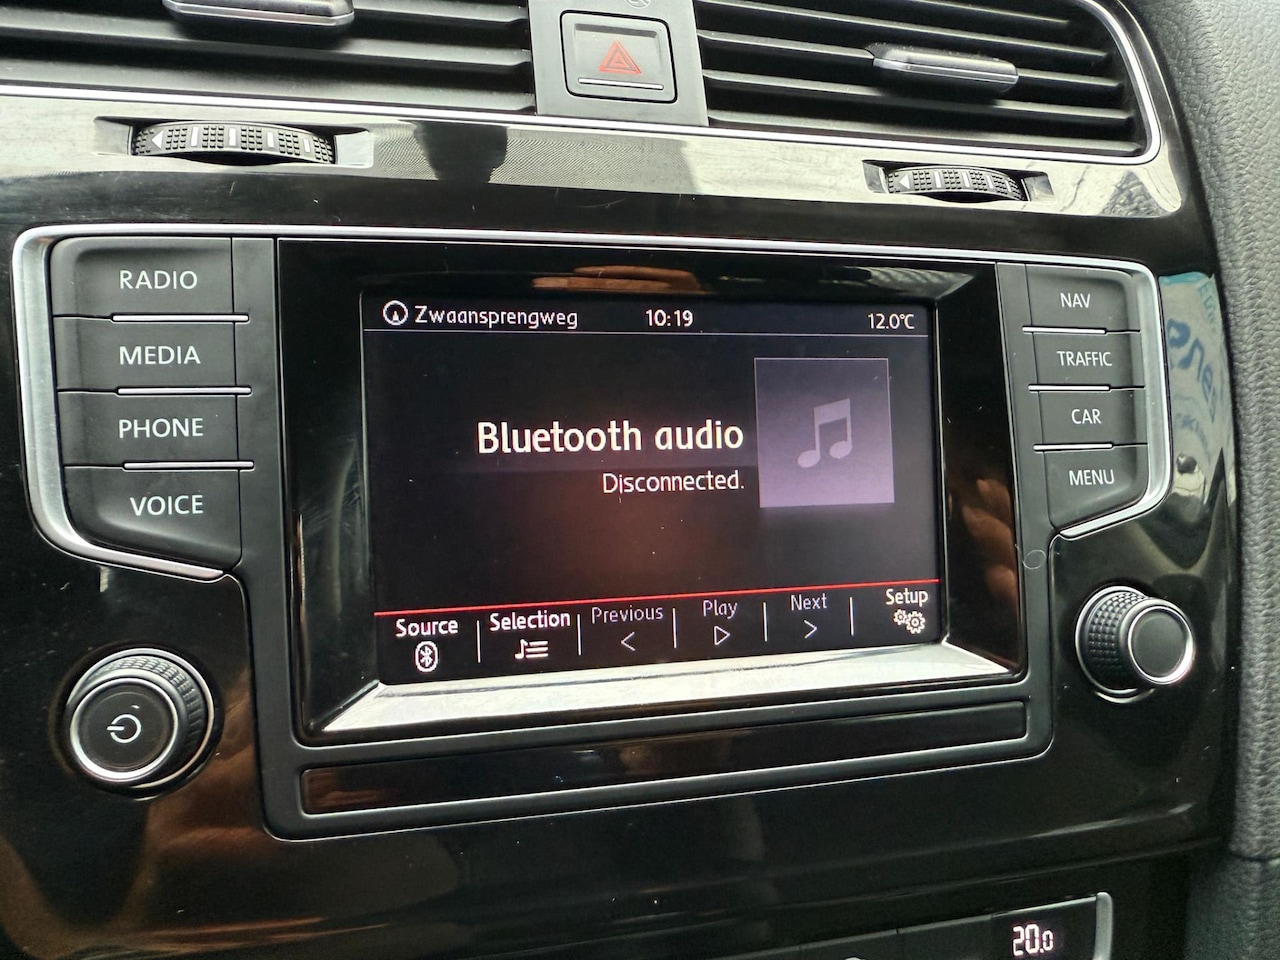 RADIO
MEDIA
PHONE
VOICE
Zwaansprengweg 10:19 12.0°C
Bluetooth audio
Disconnected.
Source Selection Previous Play Next Setup
NAV
TRAFFIC
CAR
MENU
20.0